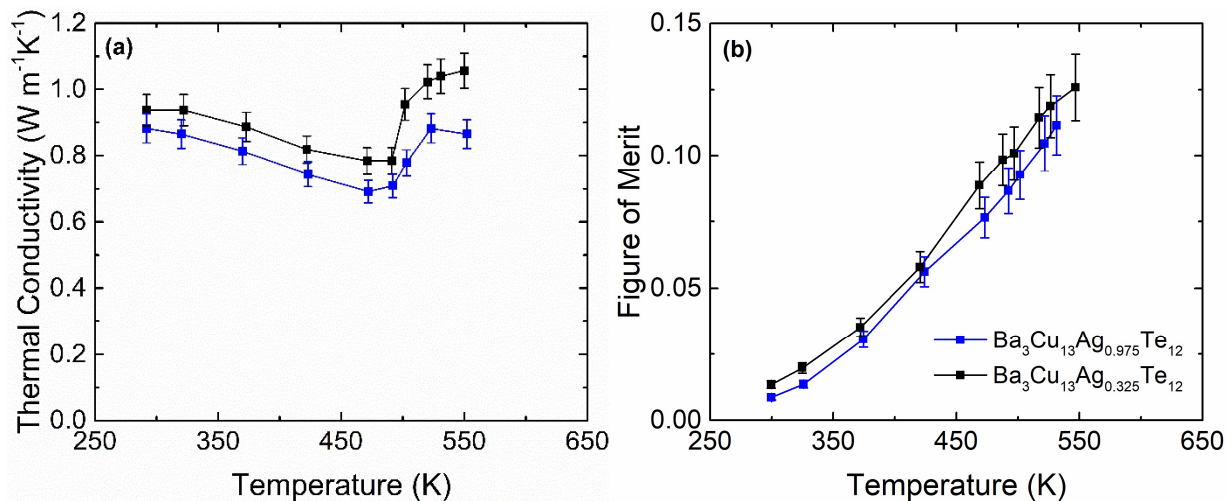 (a)
Thermal Conductivity (W m⁻¹K⁻¹)
1.2
1.0
0.8
0.6
0.4
0.2
0.0
250 350 450 550 650
Temperature (K)
(b)
Figure of Merit
0.15
0.10
0.05
0.00
Ba₃Cu₁₃Ag₀.₉₇₅Te₁₂
Ba₃Cu₁₃Ag₀.₃₂₅Te₁₂
250 350 450 550 650
Temperature (K)